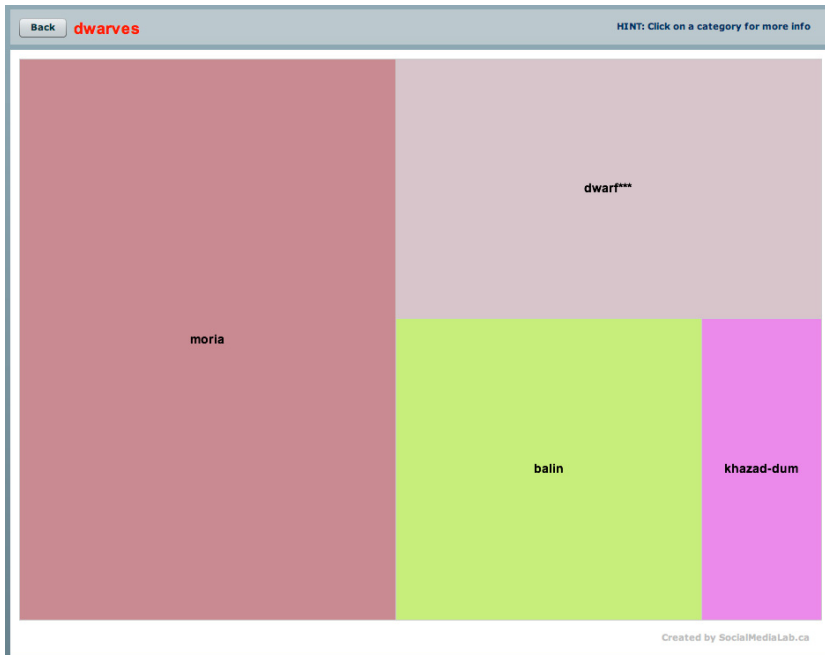 Back dwarves HINT: Click on a category for more info
dwarf***
moria
balin khazad-dum
Created by SocialMediaLab.ca